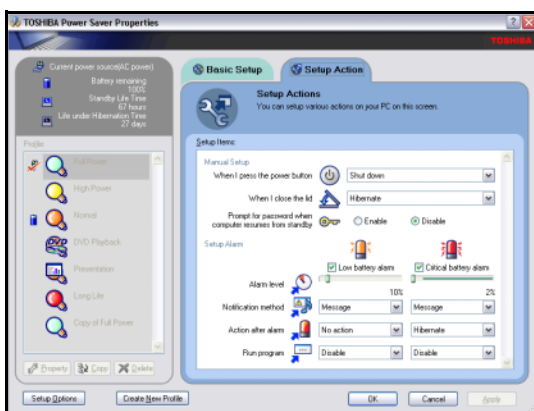 TOSHIBA Power Saver Properties
TOSHIBA
Current power source(AC power)
Battery remaining
100%
Standby Life Time
67 hours
Life under Hibernation Time
27 days
Profile
Full Power
High Power
Normal
DVD Playback
Presentation
Long Life
Copy of Full Power
Property
Copy
Delete
Basic Setup
Setup Action
Setup Actions
You can setup various actions on your PC on this screen.
Setup Items:
Manual Setup
When I press the power button
Shut down
When I close the lid
Hibernate
Prompt for password when
computer resumes from standby
Enable
Disable
Setup Alarm
Low battery alarm
Critical battery alarm
Alarm level
10%
2%
Notification method
Message
Message
Action after alarm
No action
Hibernate
Run program
Disable
Disable
Setup Options
Create New Profile
OK
Cancel
Apply